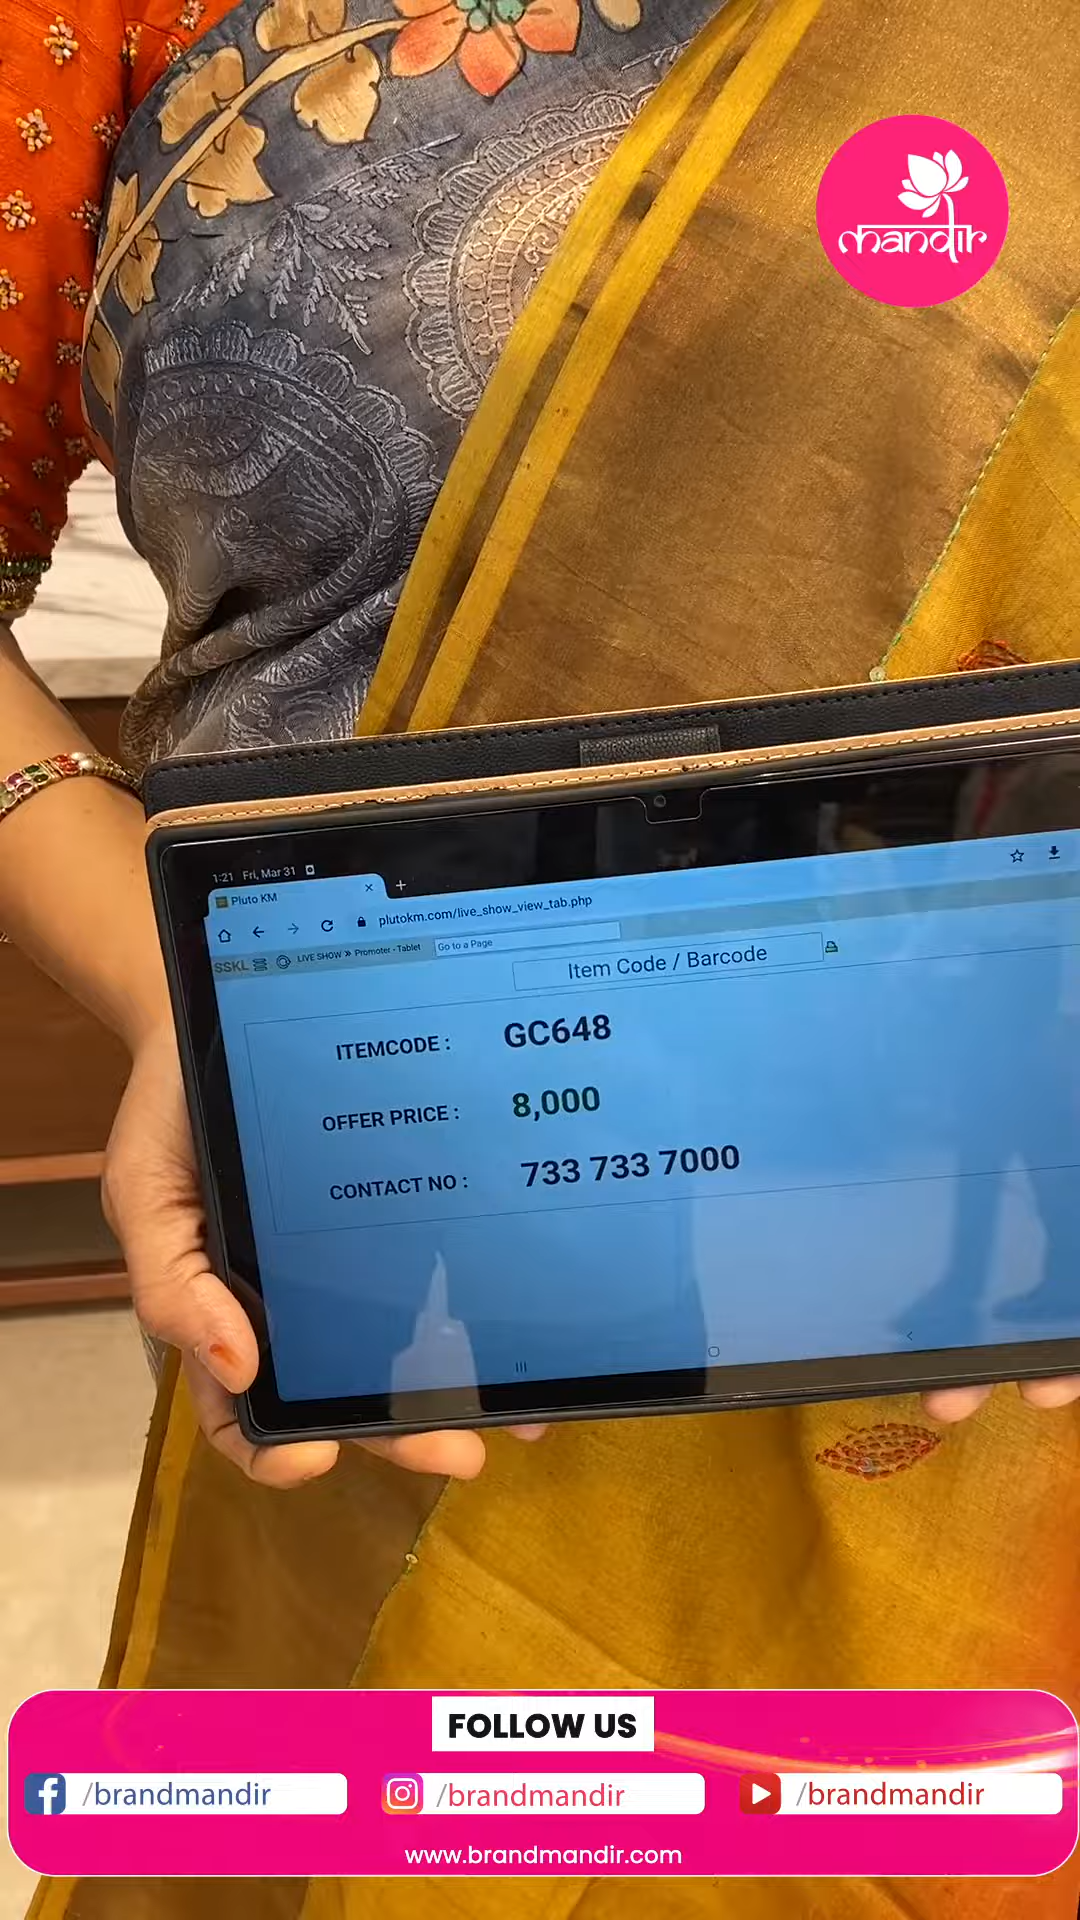 mandir
1:21 Fri, Mar 31
Pluto KM
plutokm.com/live_show_view_tab.php
SSKL
LIVE SHOW » Promoter - Tablet
Go to a Page
Item Code / Barcode
ITEMCODE : GC648
OFFER PRICE : 8,000
CONTACT NO : 733 733 7000
FOLLOW US
/brandmandir
/brandmandir
/brandmandir
www.brandmandir.com